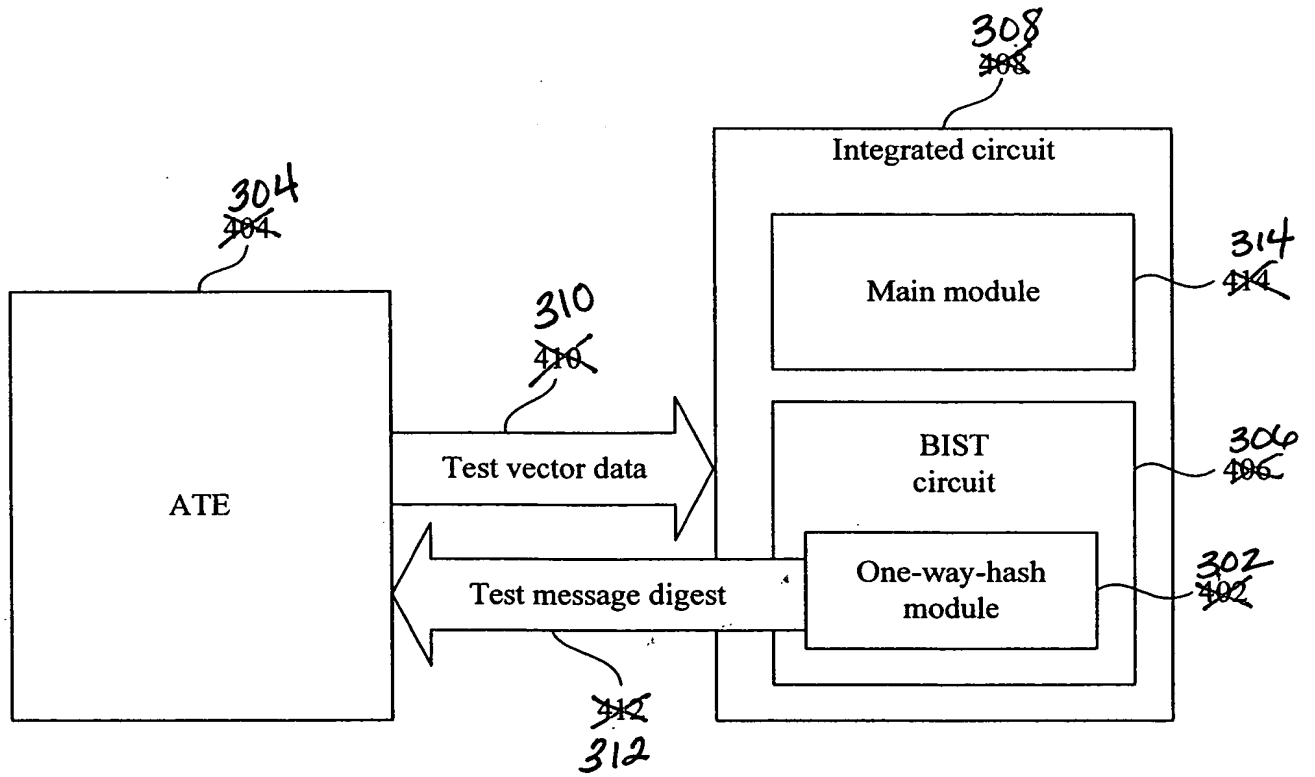 308
408
Integrated circuit
304
404
314
414
Main module
310
410
BIST
circuit
306
406
Test vector data
ATE
302
402
One-way-hash
module
Test message digest
412
312